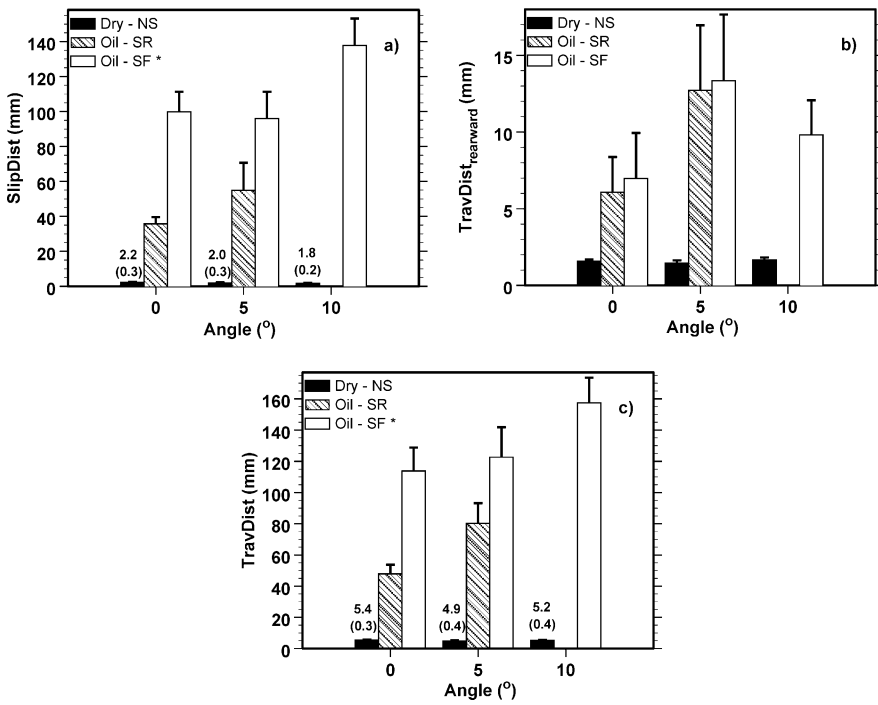 Dry - NS
Oil - SR
Oil - SF *
a)
SlipDist (mm)
140
120
100
80
60
40
20
0
2.2
(0.3)
2.0
(0.3)
1.8
(0.2)
0
5
10
Angle (°)
Dry - NS
Oil - SR
Oil - SF
b)
TravDist rearward (mm)
15
10
5
0
0
5
10
Angle (°)
Dry - NS
Oil - SR
Oil - SF *
c)
TravDist (mm)
160
140
120
100
80
60
40
20
0
5.4
(0.3)
4.9
(0.4)
5.2
(0.4)
0
5
10
Angle (°)